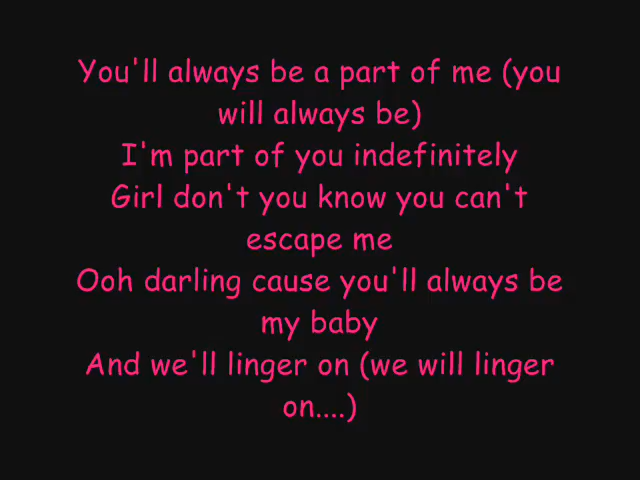 You'll always be a part of me (you
will always be)
I'm part of you indefinitely
Girl don't you know you can't
escape me
Ooh darling cause you'll always be
my baby
And we'll linger on (we will linger
on....)